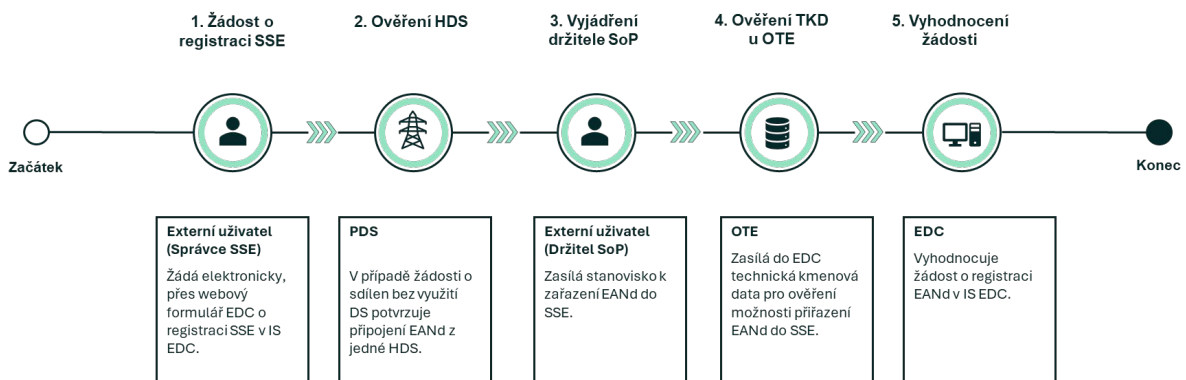 1. Žádost o
registraci SSE
2. Ověření HDS
3. Vyjádření
držitele SoP
4. Ověření TKD
u OTE
5. Vyhodnocení
žádosti
Začátek
Konec
Externí uživatel
(Správce SSE)
Žádá elektronicky,
přes webový
formulář EDC o
registraci SSE v IS
EDC.
PDS
V případě žádosti o
sdílen bez využití
DS potvrzuje
připojení EANd z
jedné HDS.
Externí uživatel
(Držitel SoP)
Zasílá stanovisko k
zařazení EANd do
SSE.
OTE
Zasílá do EDC
technická kmenová
data pro ověření
možnosti přiřazení
EANd do SSE.
EDC
Vyhodnocuje
žádost o registraci
EANd v IS EDC.